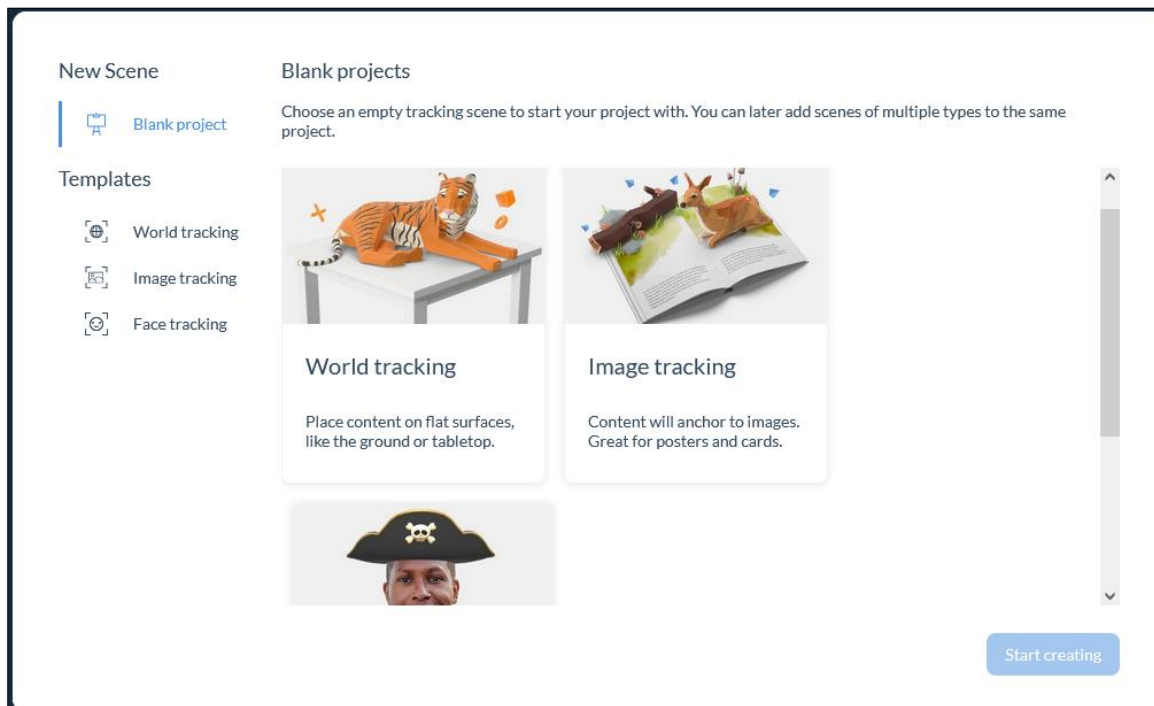 New Scene
Blank project
Templates
World tracking
Image tracking
Face tracking
Blank projects
Choose an empty tracking scene to start your project with. You can later add scenes of multiple types to the same
project.
World tracking
Place content on flat surfaces,
like the ground or tabletop.
Image tracking
Content will anchor to images.
Great for posters and cards.
Start creating